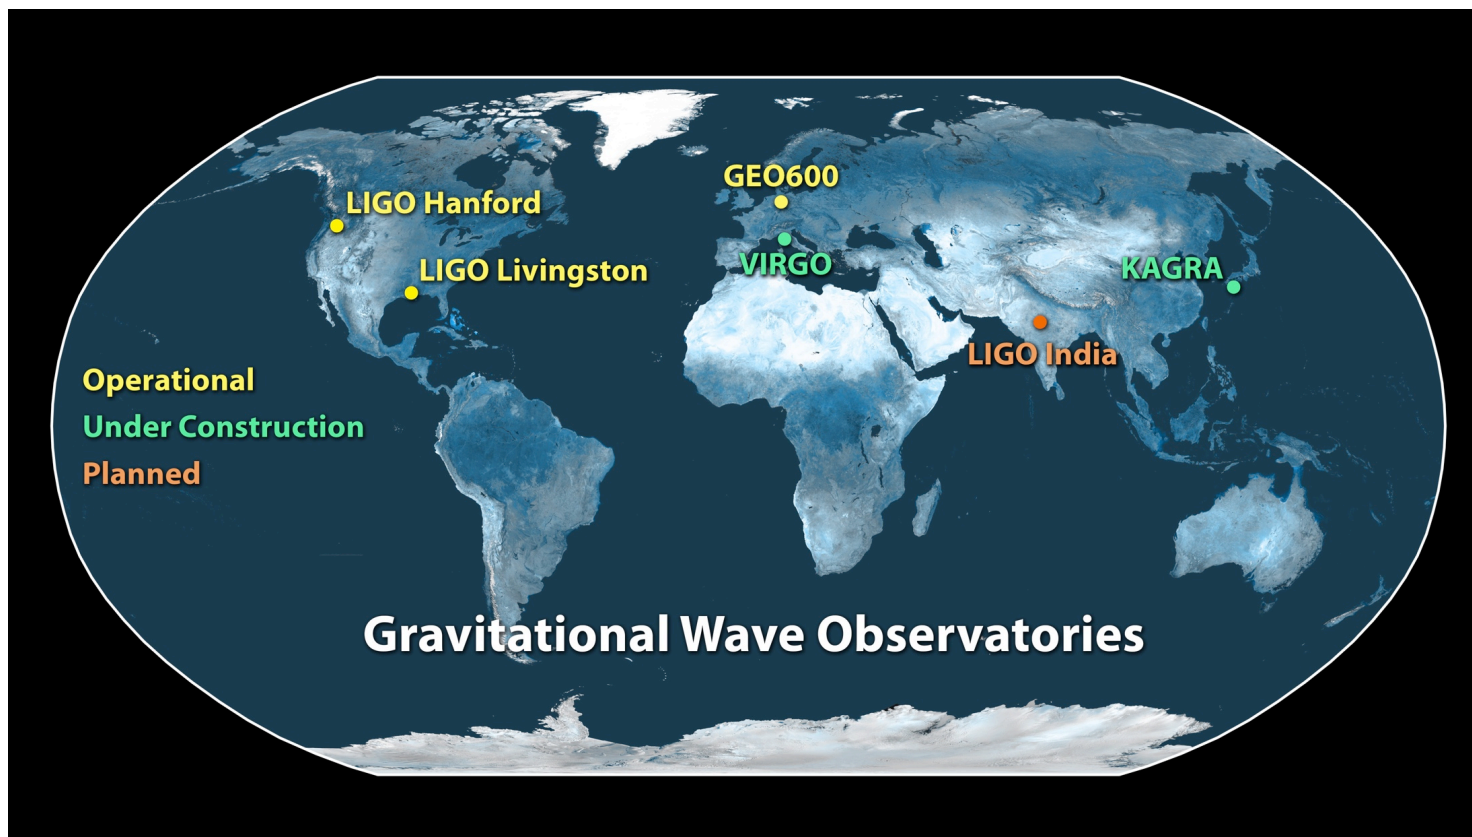 GEO600
LIGO Hanford
VIRGO
LIGO Livingston
KAGRA
LIGO India
Operational
Under Construction
Planned
Gravitational Wave Observatories